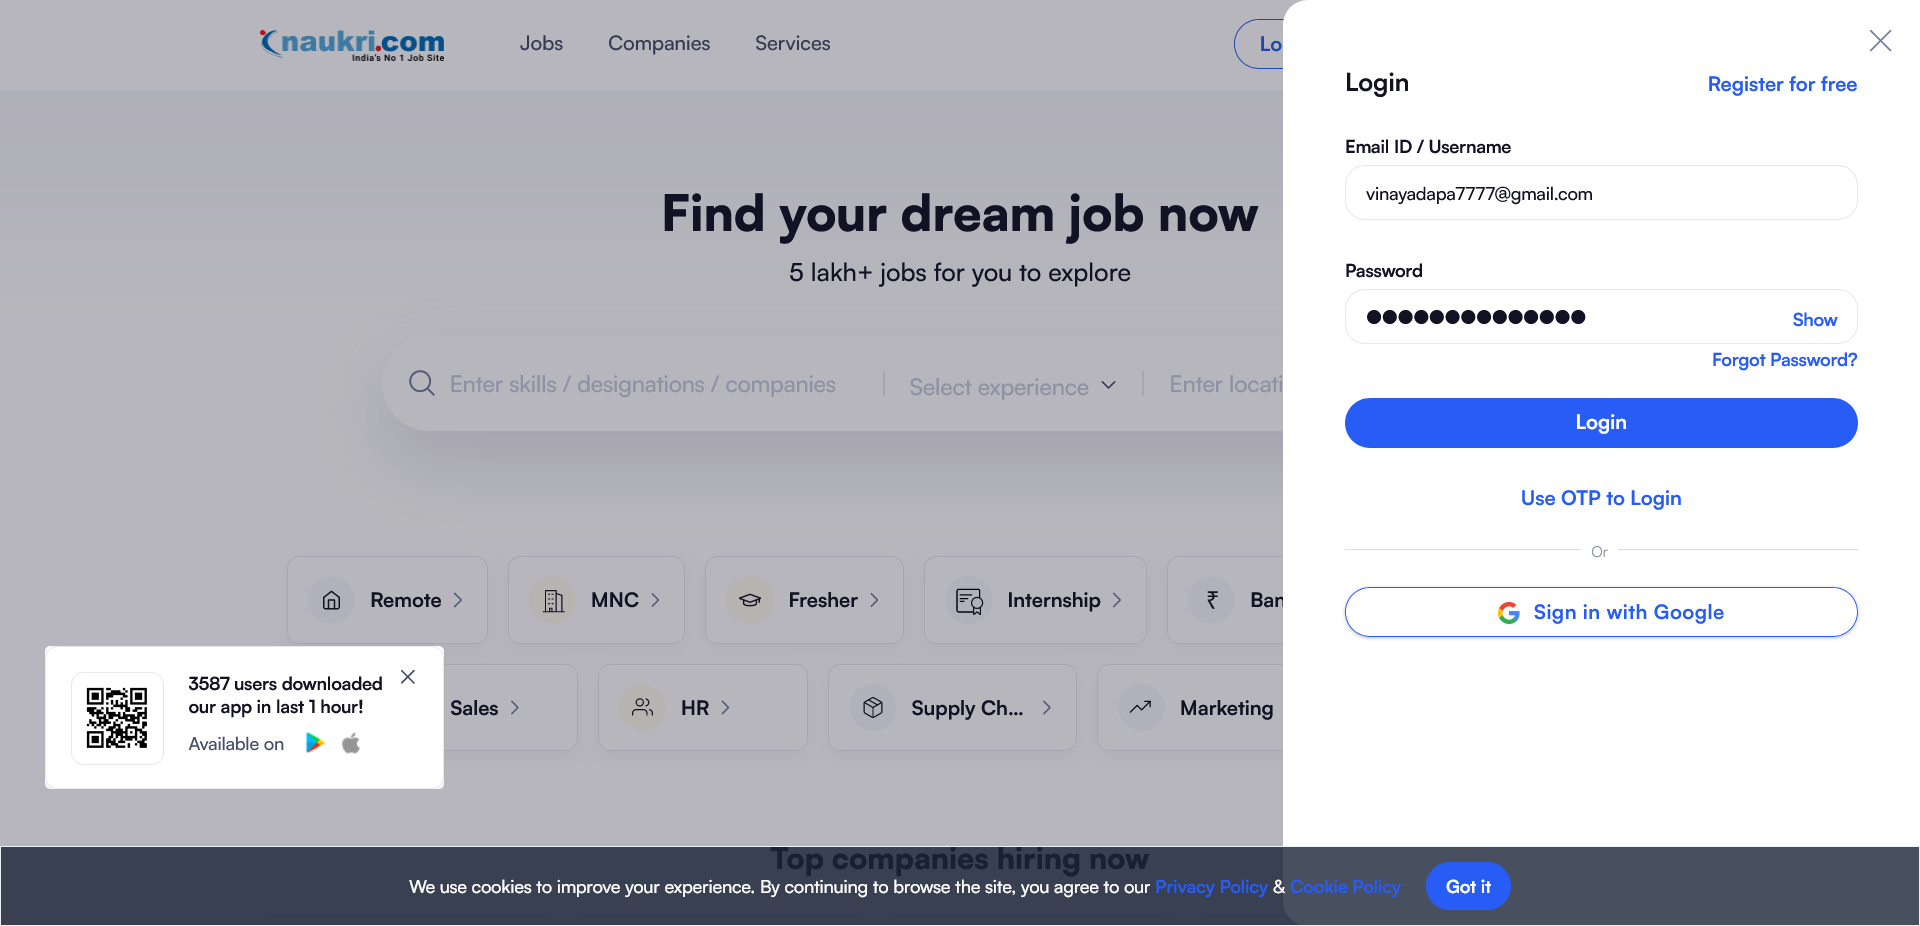 naukri.com
India's No 1 Job Site
Jobs
Companies
Services
Lo
Find your dream job now
5 lakh+ jobs for you to explore
Enter skills / designations / companies
Select experience
Enter locati
Remote
MNC
Fresher
Internship
Ban
Sales
HR
Supply Ch...
Marketing
3587 users downloaded
our app in last 1 hour!
Available on
Top companies hiring now
Login
Register for free
Email ID / Username
vinayadapa7777@gmail.com
Password
Show
Forgot Password?
Login
Use OTP to Login
Or
Sign in with Google
We use cookies to improve your experience. By continuing to browse the site, you agree to our Privacy Policy & Cookie Policy
Got it